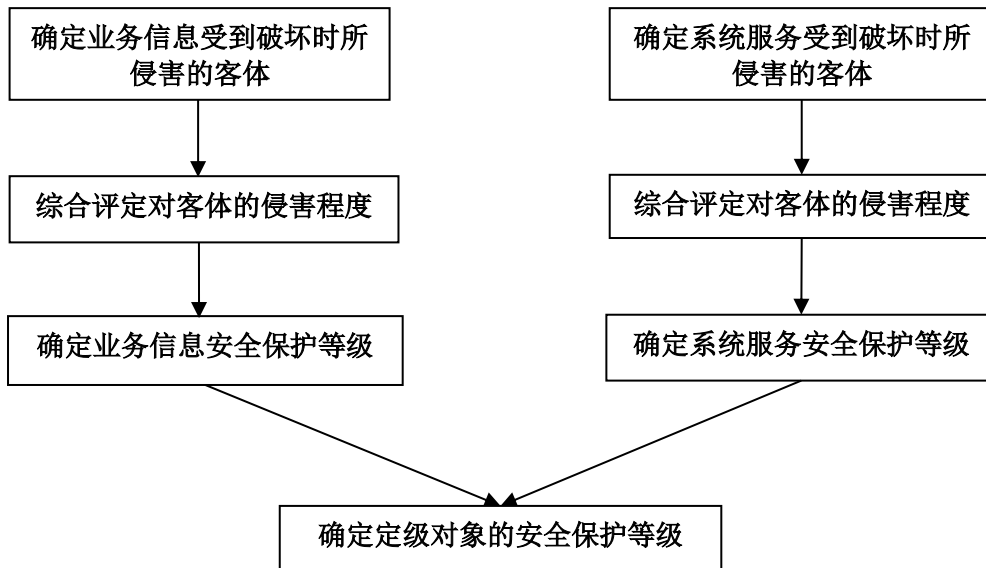 确定业务信息受到破坏时所
侵害的客体
确定系统服务受到破坏时所
侵害的客体
综合评定对客体的侵害程度
综合评定对客体的侵害程度
确定业务信息安全保护等级
确定系统服务安全保护等级
确定定级对象的安全保护等级